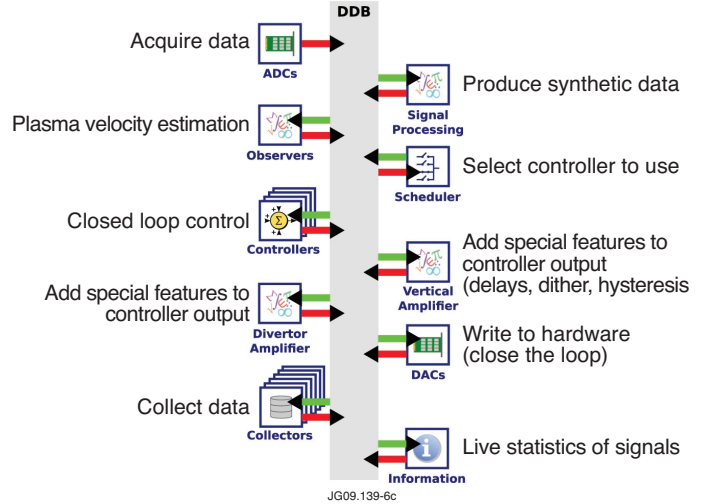 DDB
Acquire data
ADCs
Produce synthetic data
Signal
Processing
Plasma velocity estimation
Observers
Select controller to use
Scheduler
Closed loop control
Controllers
Add special features to
controller output
(delays, dither, hysteresis
Vertical
Amplifier
Add special features to
controller output
Divertor
Amplifier
Write to hardware
(close the loop)
DACs
Collect data
Collectors
Live statistics of signals
Information
JG09.139-6c